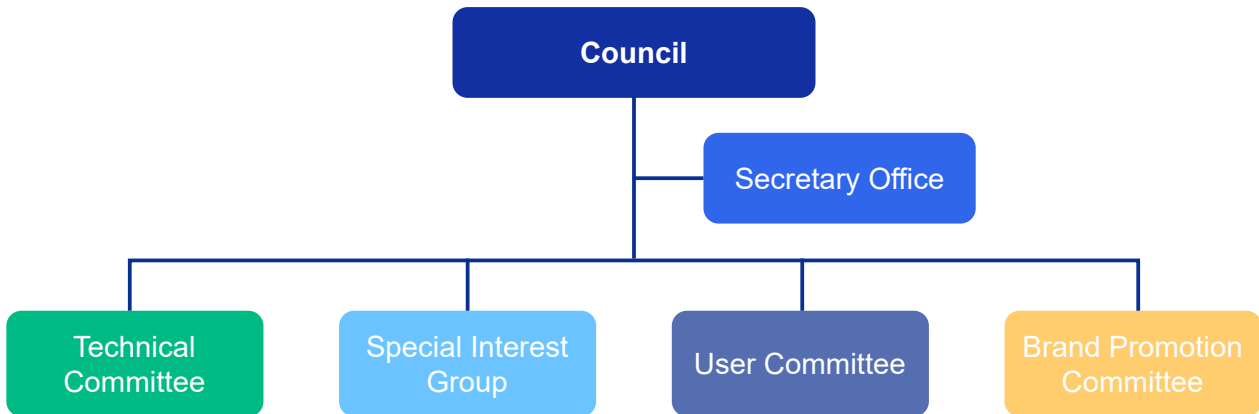 Council
Secretary Office
Technical
Committee
Special Interest
Group
User Committee
Brand Promotion
Committee